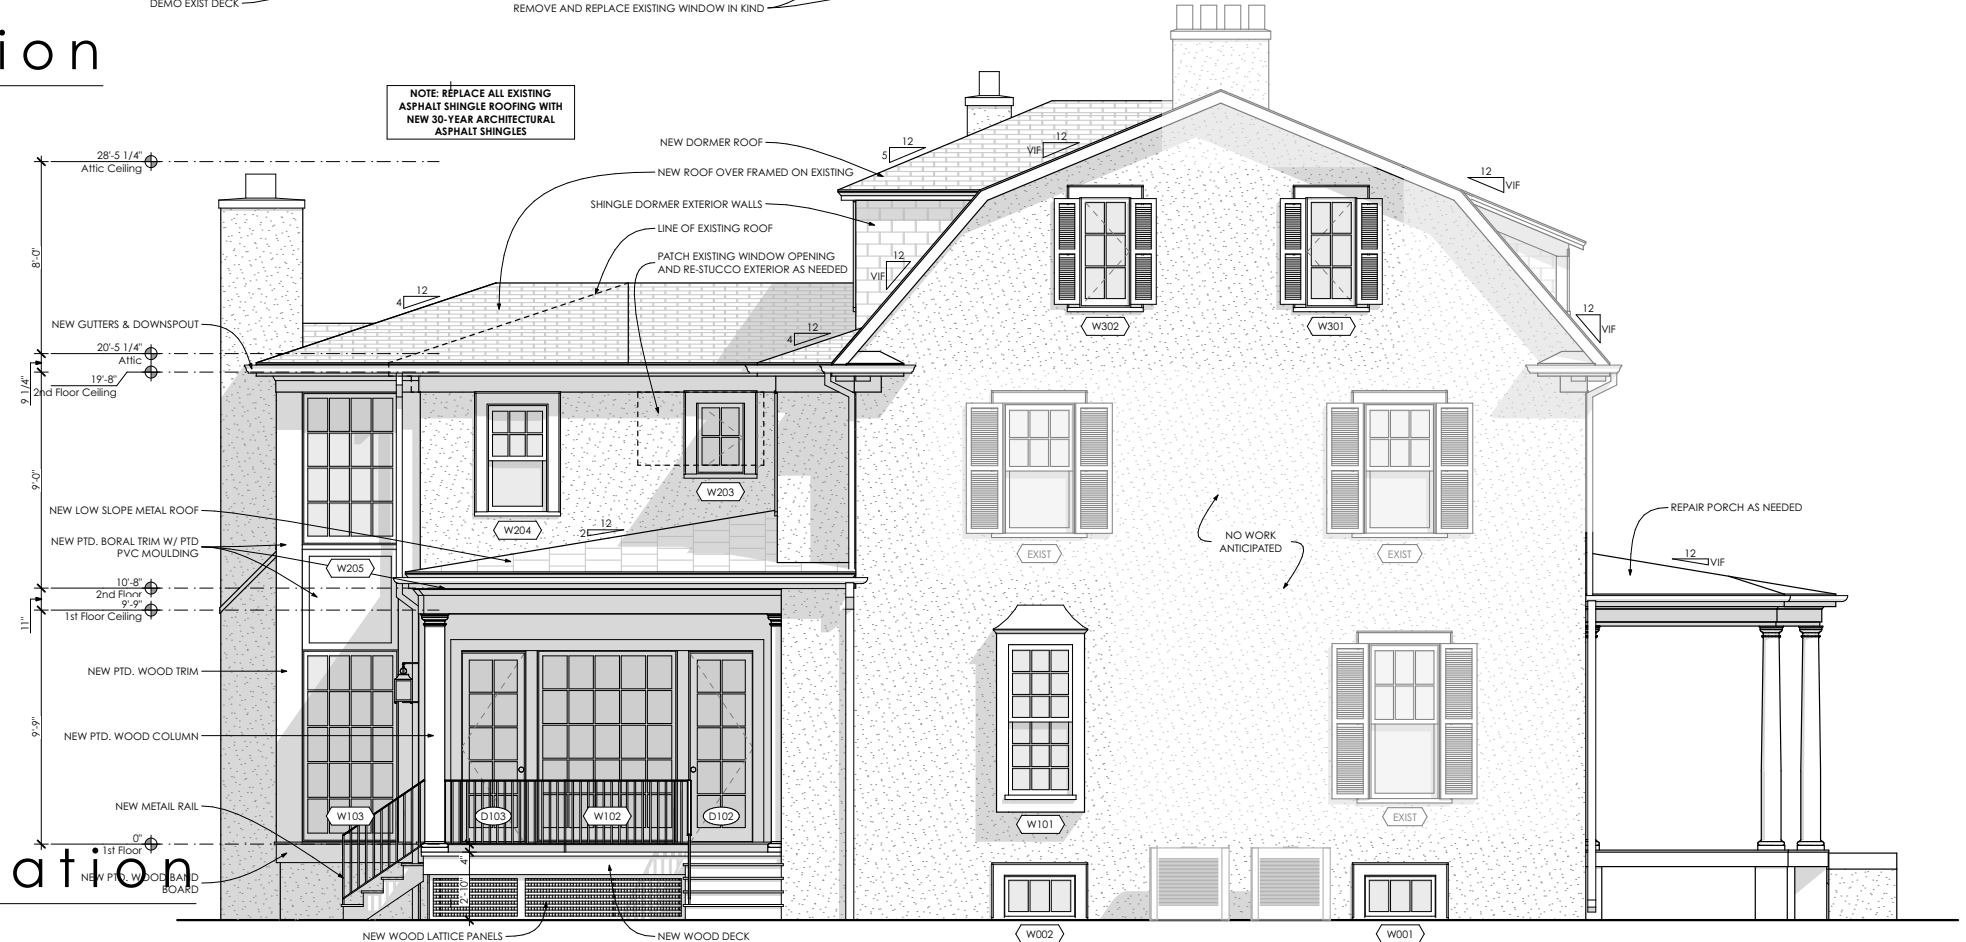 DEMO EXIST DECK
REMOVE AND REPLACE EXISTING WINDOW IN KIND
ion
NOTE: REPLACE ALL EXISTING
ASPHALT SHINGLE ROOFING WITH
NEW 30-YEAR ARCHITECTURAL
ASPHALT SHINGLES
28'-5 1/4"
Attic Ceiling
8'-0"
NEW DORMER ROOF
NEW ROOF OVER FRAMED ON EXISTING
SHINGLE DORMER EXTERIOR WALLS
LINE OF EXISTING ROOF
PATCH EXISTING WINDOW OPENING
AND RE-STUCCO EXTERIOR AS NEEDED
12
5
12
VIF
12
VIF
12
VIF
12
VIF
12
4
12
4
W302
W301
NEW GUTTERS & DOWNSPOUT
20'-5 1/4"
Attic
19'-8"
2nd Floor Ceiling
9 1/4"
9'-0"
W203
W204
12
2
NEW LOW SLOPE METAL ROOF
NEW PTD. BORAL TRIM W/ PTD
PVC MOULDING
W205
EXIST
EXIST
NO WORK
ANTICIPATED
REPAIR PORCH AS NEEDED
12
VIF
10'-8"
2nd Floor
9'-9"
1st Floor Ceiling
11"
NEW PTD. WOOD TRIM
9'-9"
NEW PTD. WOOD COLUMN
NEW METAIL RAIL
W103
D103
W102
D102
W101
EXIST
0"
1st Floor
ation
NEW PTD. WOOD BAND
BOARD
4"
2'-10"
NEW WOOD LATTICE PANELS
NEW WOOD DECK
W002
W001